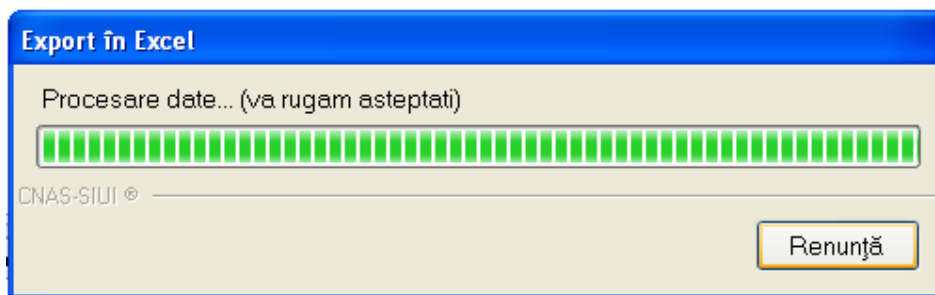 Export în Excel
Procesare date... (va rugam asteptati)
CNAS-SIUI ®
Renunţă